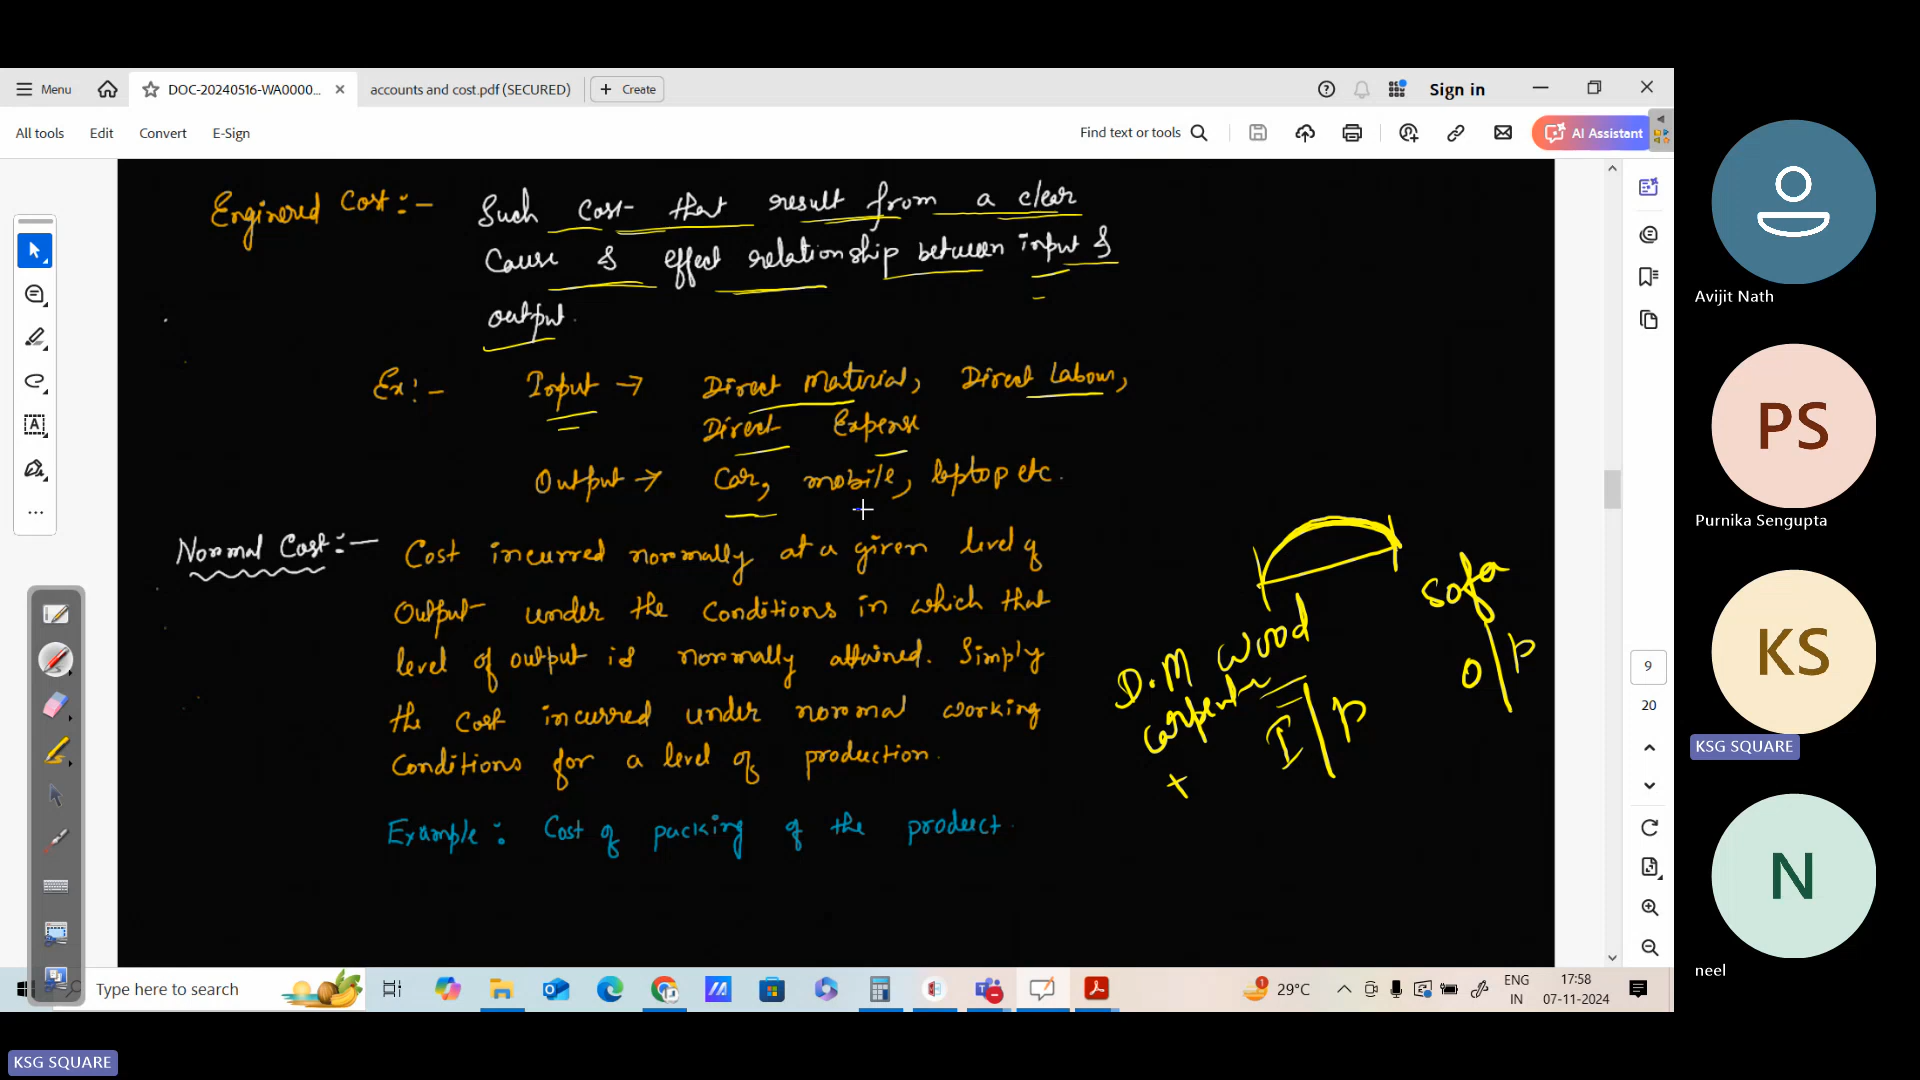 Menu
DOC-20240516-WA0000...
accounts and cost.pdf (SECURED)
Create
Sign in
All tools
Edit
Convert
E-Sign
Find text or tools
AI Assistant
Enginered Cost:-
Such cost that result from a clear
Cause & effect relationship between input &
output.
Ex:- Input → Direct Material, Direct Labour,
Direct Expense
Output → Car, mobile, laptop etc.
Normal Cost:-
Cost incurred normally at a given level of
Output under the Conditions in which that
level of output is normally attained. Simply
the cost incurred under normal working
Conditions for a level of production.
Example: Cost of packing of the product.
Sofa
O/p
D.M Wood
Carpenter
I/p
+
9
20
Avijit Nath
PS
Purnika Sengupta
KS
KSG SQUARE
N
neel
Type here to search
1
29°C
ENG
IN
17:58
07-11-2024
KSG SQUARE